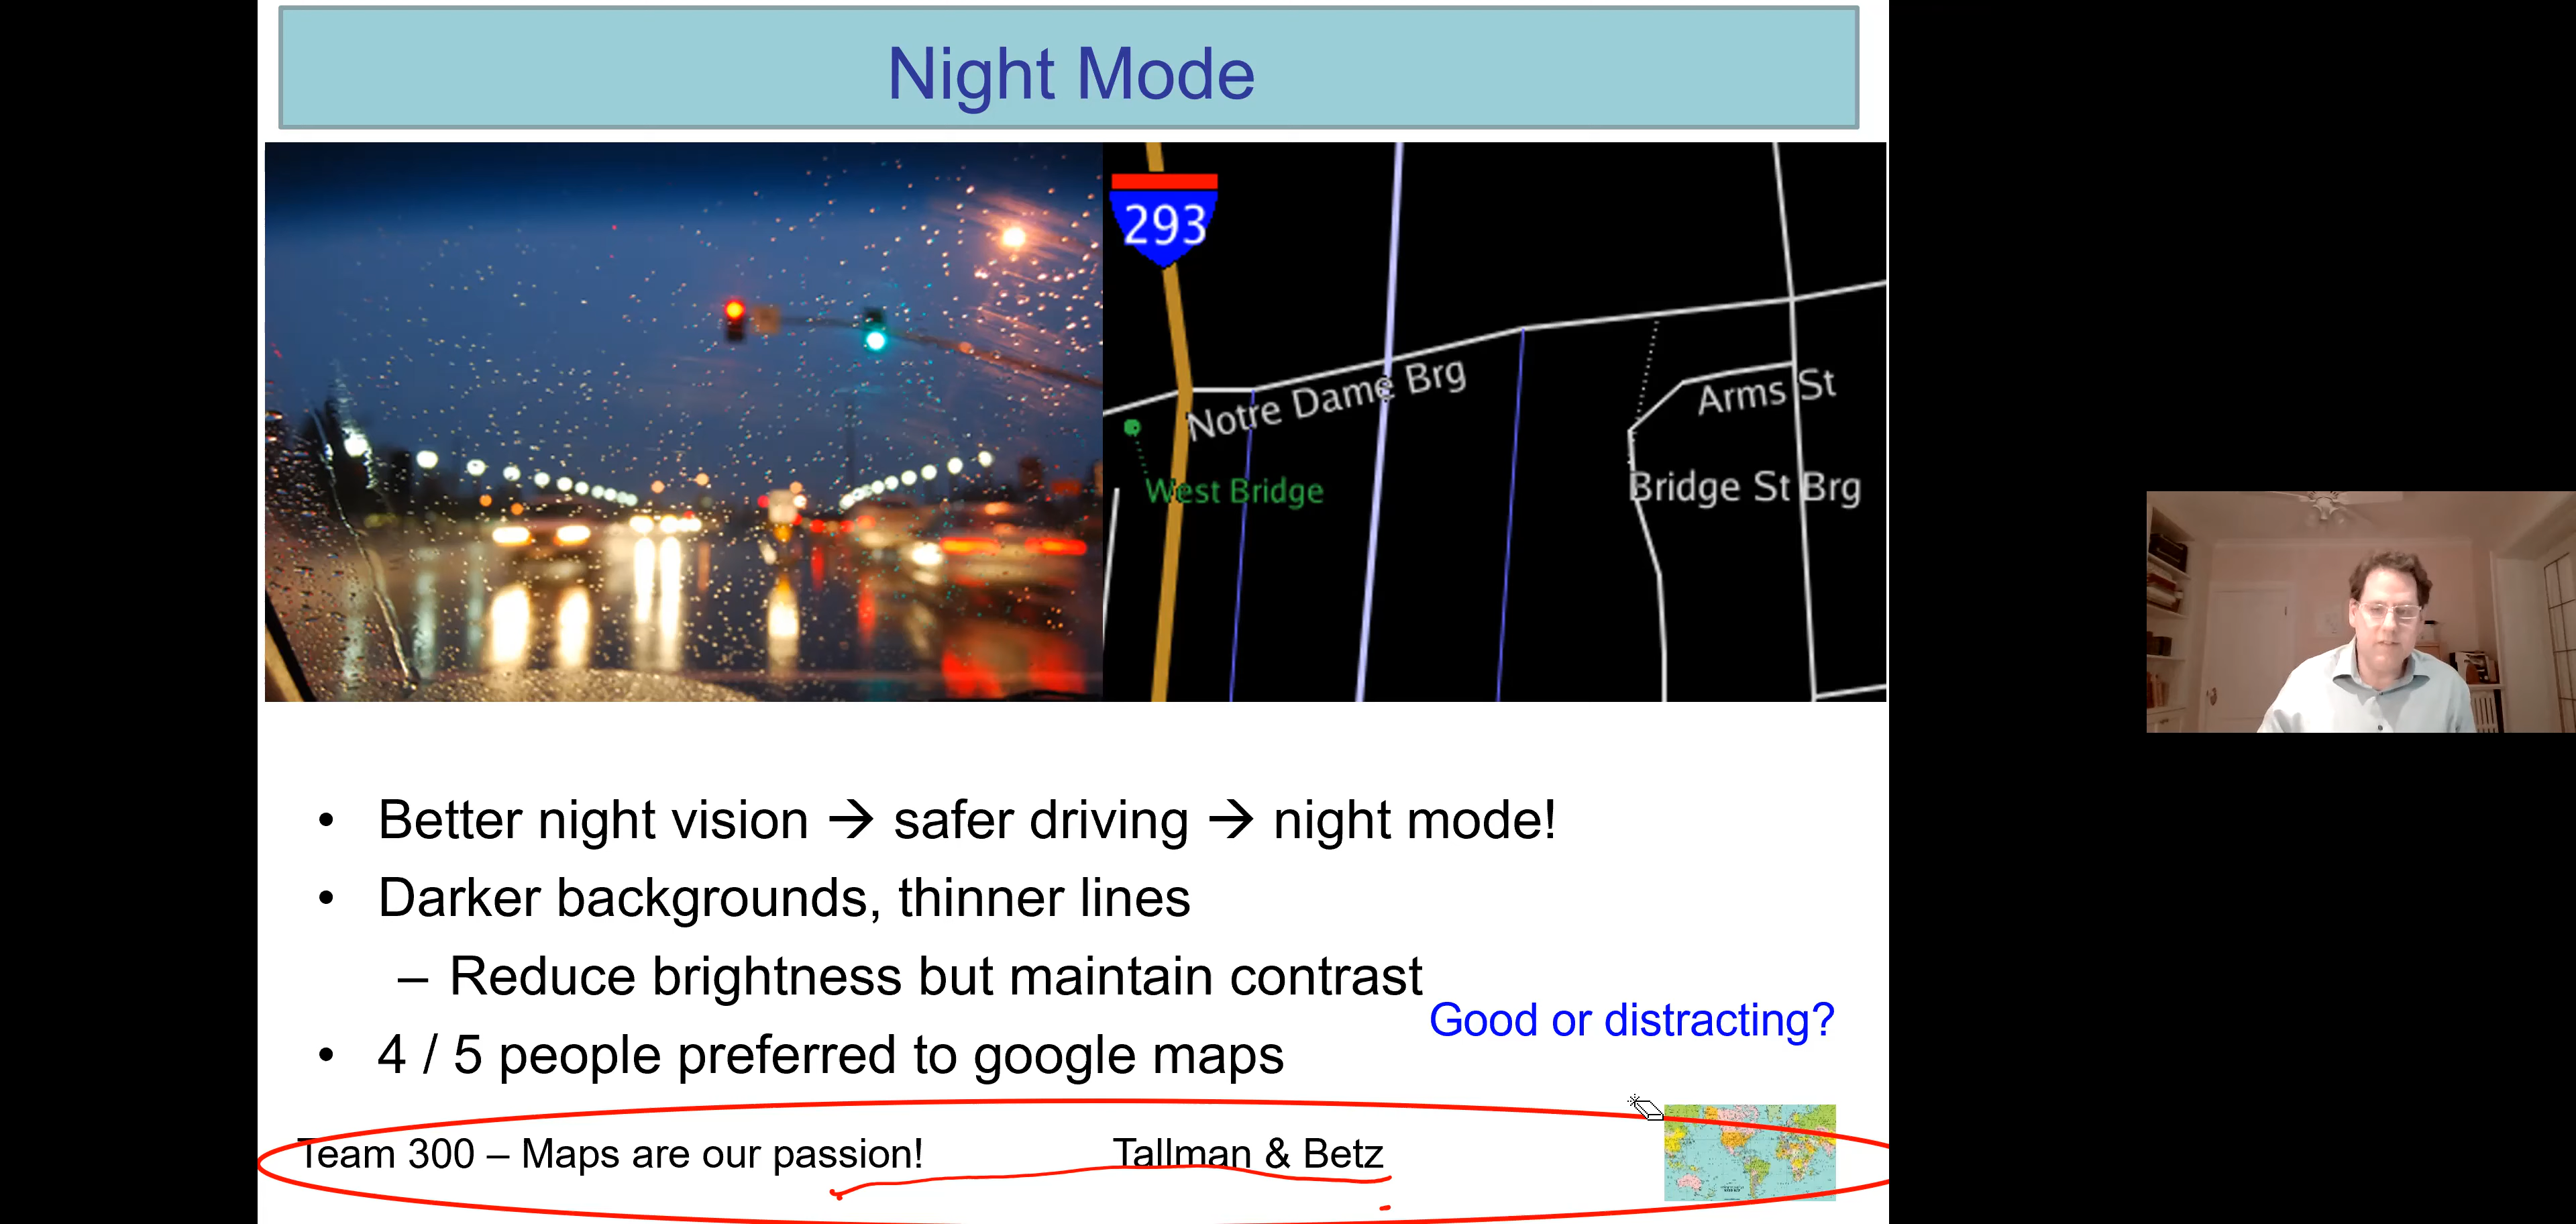 Night Mode
293
Notre Dame Brg
Arms St
West Bridge
Bridge St Brg
• Better night vision → safer driving → night mode!
• Darker backgrounds, thinner lines
– Reduce brightness but maintain contrast
Good or distracting?
• 4 / 5 people preferred to google maps
Team 300 – Maps are our passion!
Tallman & Betz